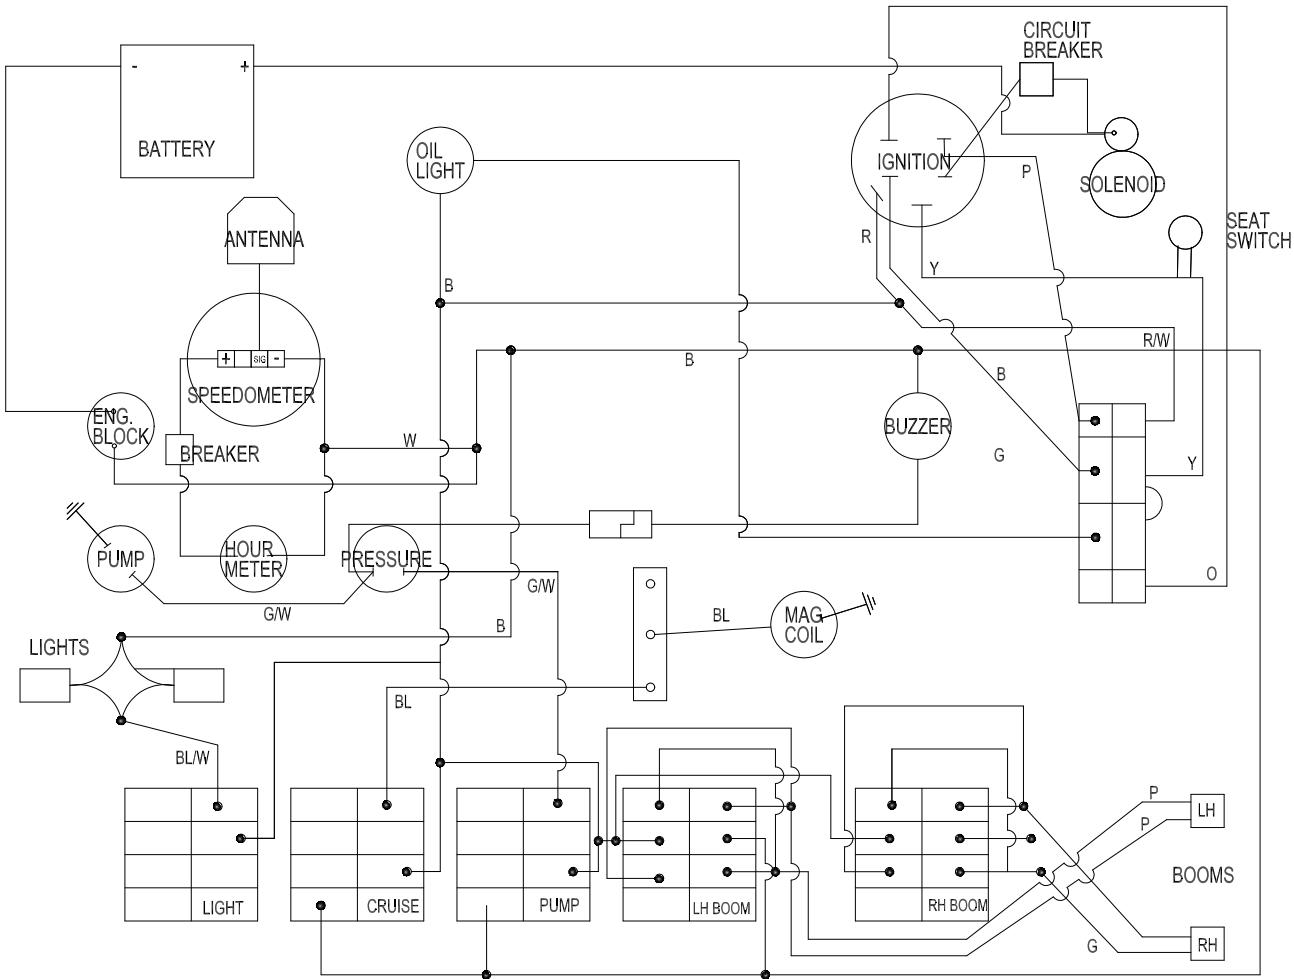 CIRCUIT
BREAKER
- +
BATTERY
OIL
LIGHT
IGNITION
P
SOLENOID
SEAT
SWITCH
ANTENNA
R
Y
B
+ SIG -
SPEEDOMETER
R/W
B
B
ENG.
BLOCK
BREAKER
W
BUZZER
G
Y
PUMP
HOUR
METER
PRESSURE
G/W
G/W
O
BL
MAG
COIL
B
LIGHTS
BL
BL/W
P
LH
P
BOOMS
LIGHT
CRUISE
PUMP
LH BOOM
RH BOOM
G
RH